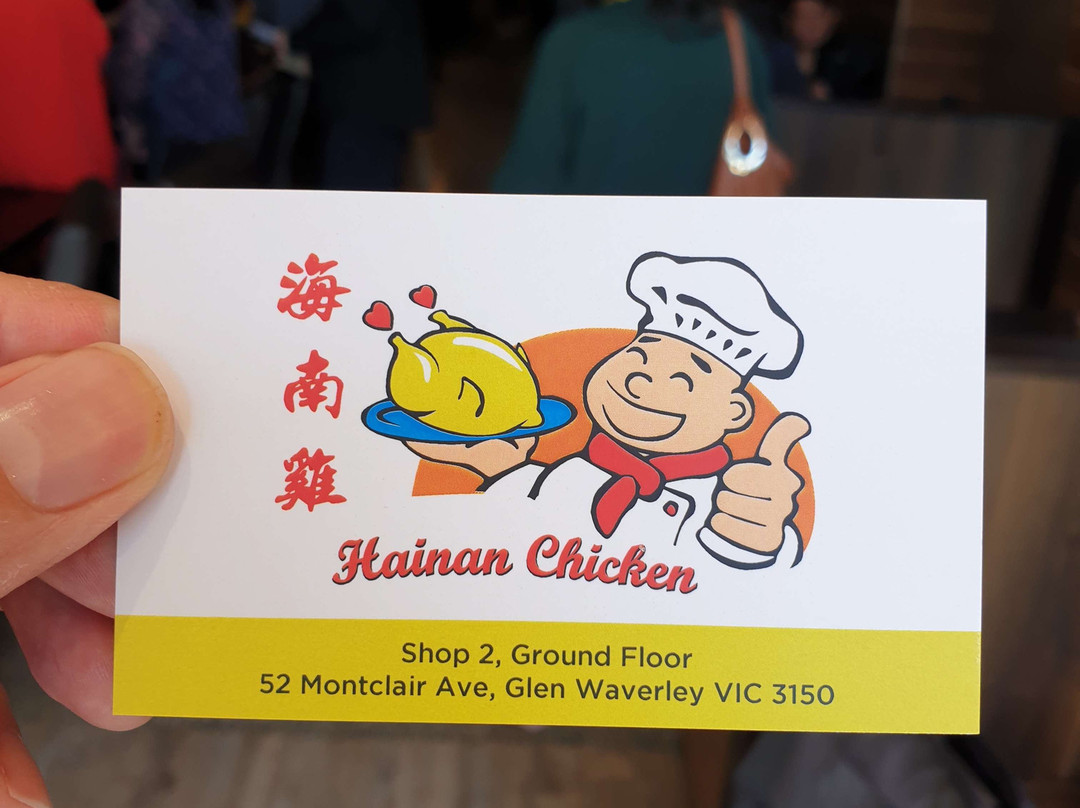 海南雞
Hainan Chicken
Shop 2, Ground Floor
52 Montclair Ave, Glen Waverley VIC 3150